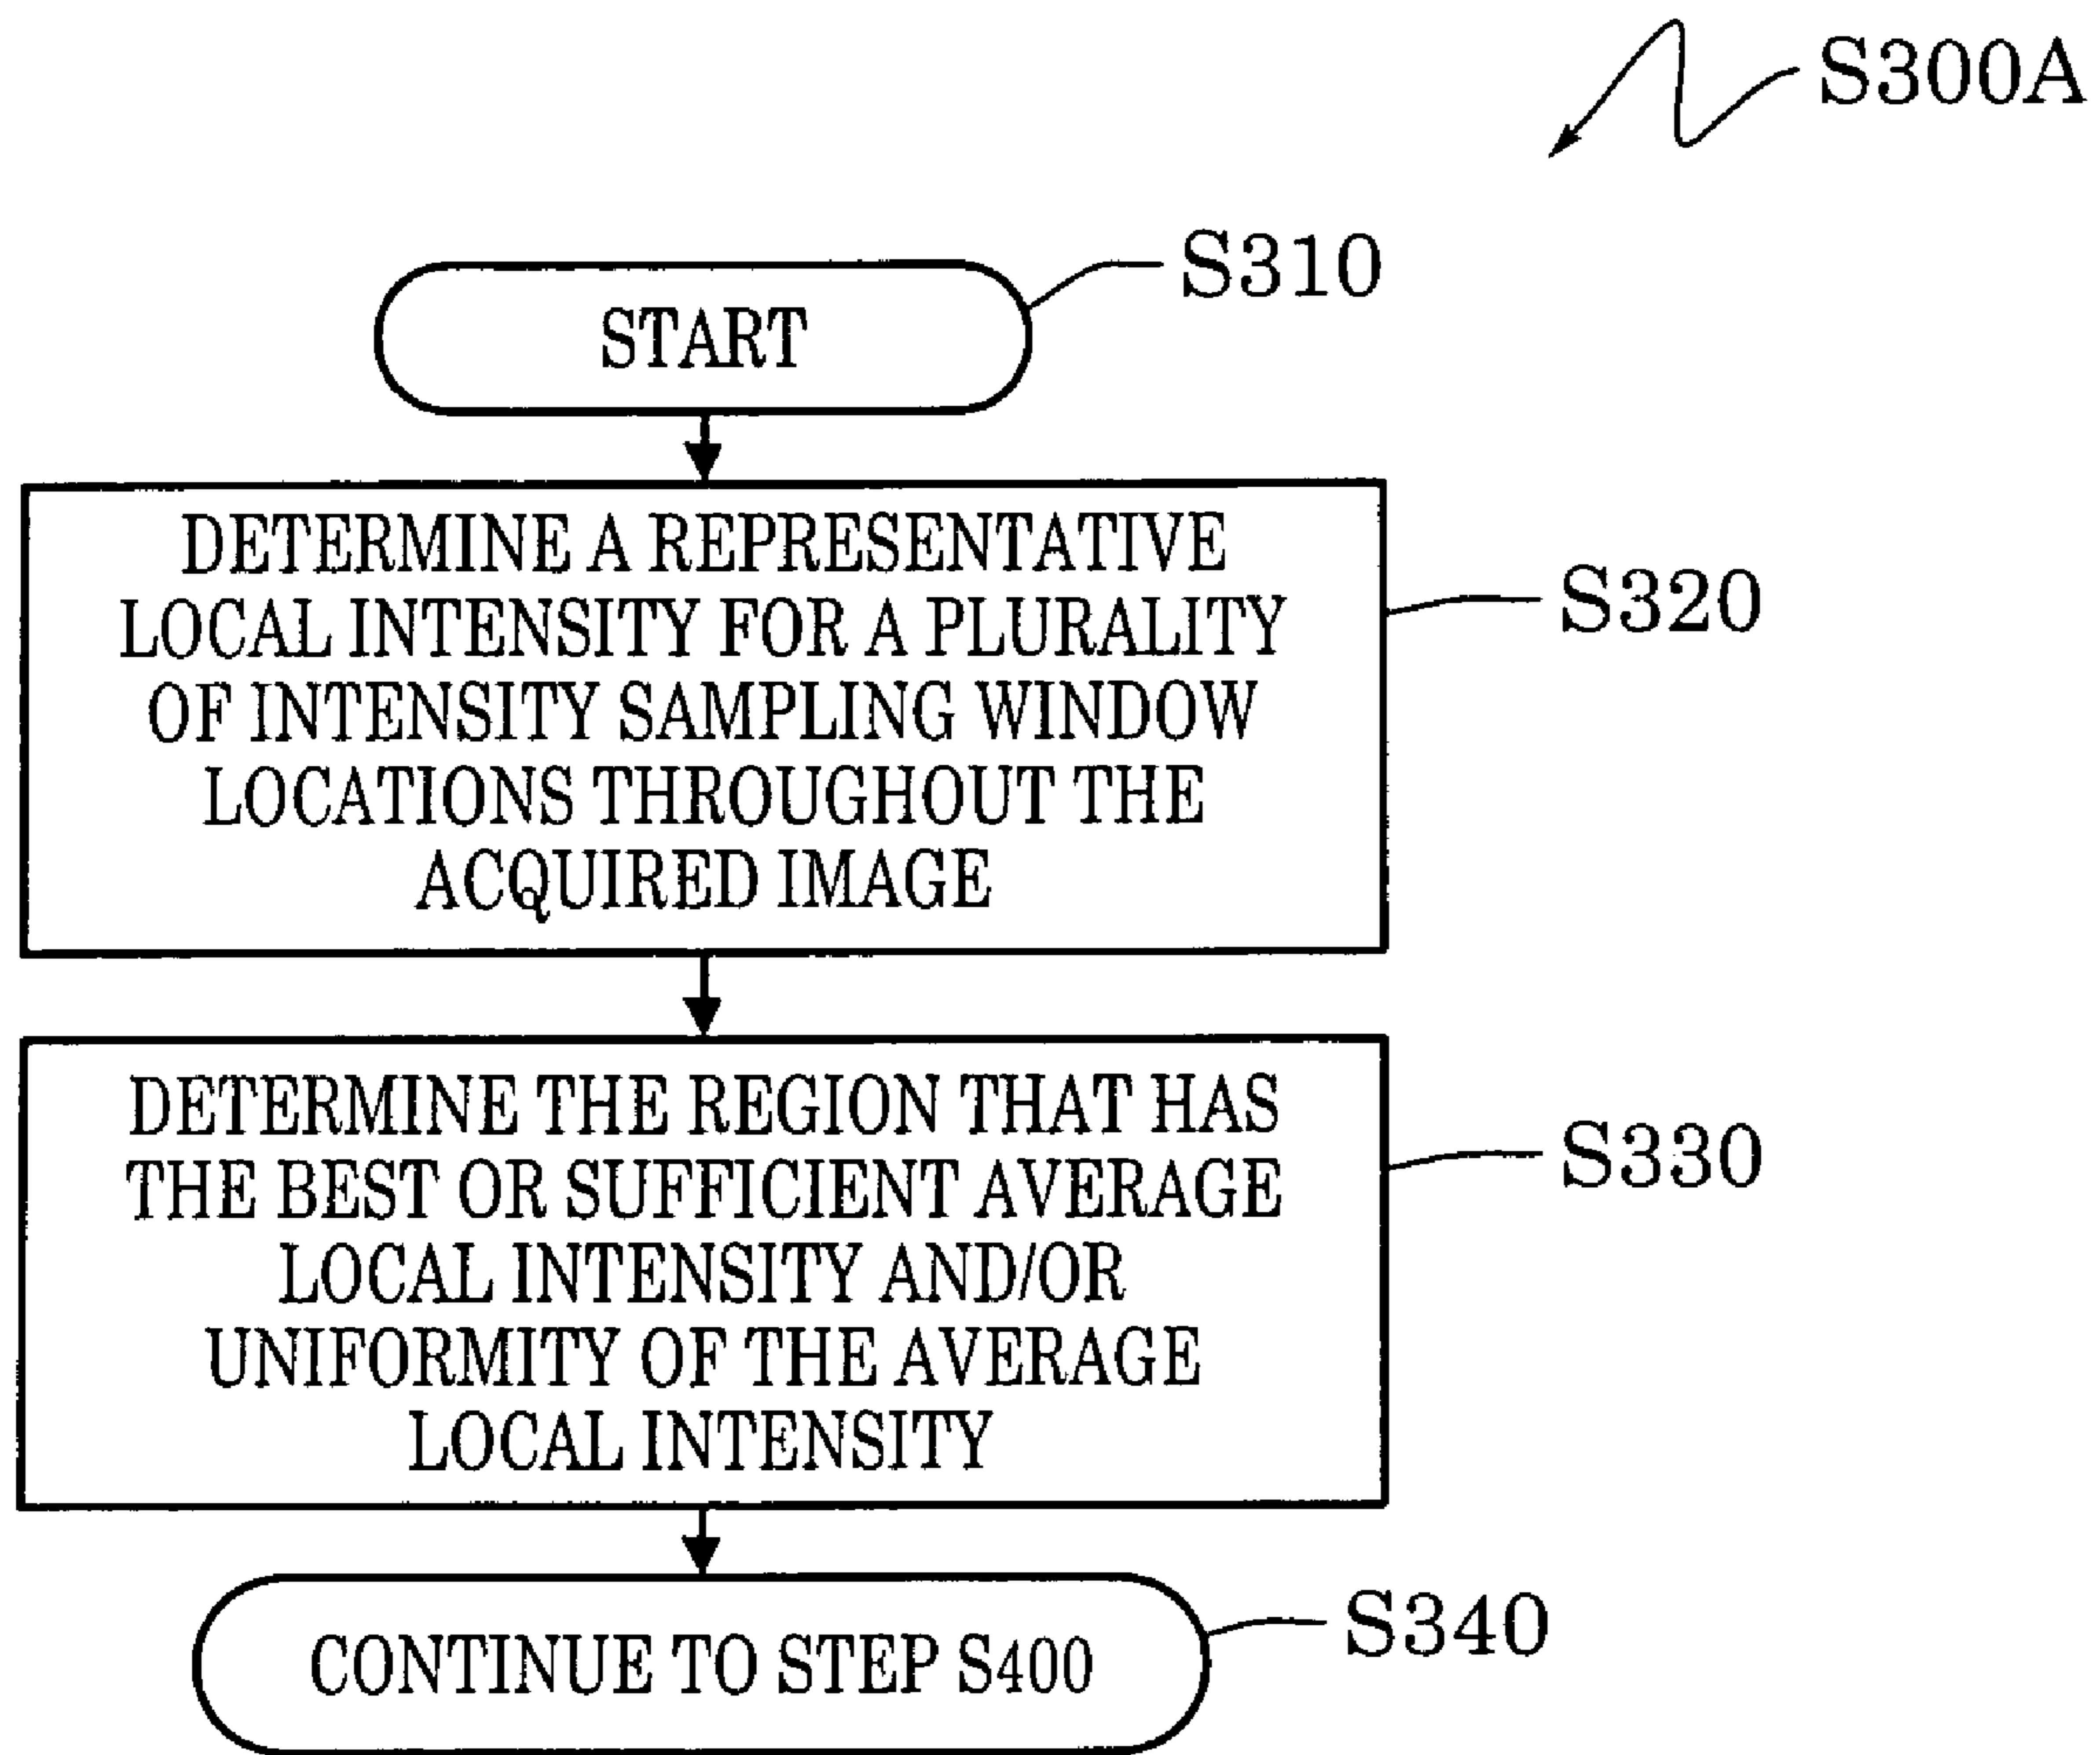 S300A
S310
START
DETERMINE A REPRESENTATIVE
LOCAL INTENSITY FOR A PLURALITY
OF INTENSITY SAMPLING WINDOW
LOCATIONS THROUGHOUT THE
ACQUIRED IMAGE
S320
DETERMINE THE REGION THAT HAS
THE BEST OR SUFFICIENT AVERAGE
LOCAL INTENSITY AND/OR
UNIFORMITY OF THE AVERAGE
LOCAL INTENSITY
S330
CONTINUE TO STEP S400
S340